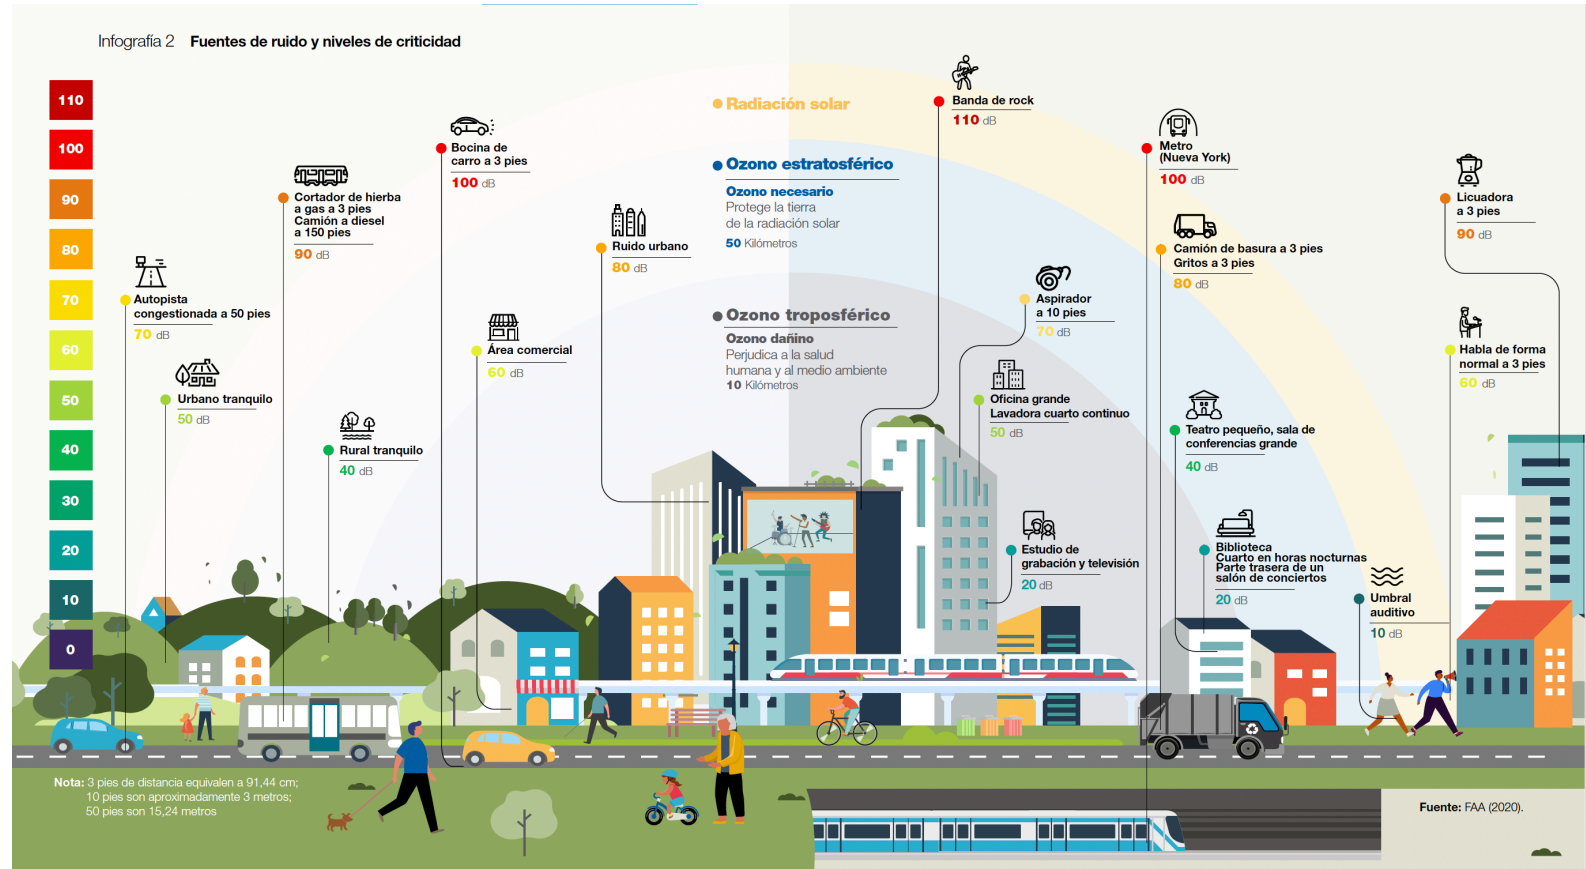 Infografía 2 Fuentes de ruido y niveles de criticidad
110
100
90
80
70
60
50
40
30
20
10
0
Autopista
congestionada a 50 pies
70 dB
Urbano tranquilo
50 dB
Cortador de hierba
a gas a 3 pies
Camión a diesel
a 150 pies
90 dB
Rural tranquilo
40 dB
Bocina de
carro a 3 pies
100 dB
Área comercial
60 dB
Ruido urbano
80 dB
Radiación solar
Ozono estratosférico
Ozono necesario
Protege la tierra
de la radiación solar
50 Kilómetros
Ozono troposférico
Ozono dañino
Perjudica a la salud
humana y al medio ambiente
10 Kilómetros
Banda de rock
110 dB
Aspirador
a 10 pies
70 dB
Oficina grande
Lavadora cuarto continuo
50 dB
Estudio de
grabación y televisión
20 dB
Metro
(Nueva York)
100 dB
Camión de basura a 3 pies
Gritos a 3 pies
80 dB
Teatro pequeño, sala de
conferencias grande
40 dB
Biblioteca
Cuarto en horas nocturnas
Parte trasera de un
salón de conciertos
20 dB
Umbral
auditivo
10 dB
Licuadora
a 3 pies
90 dB
Habla de forma
normal a 3 pies
60 dB
Nota: 3 pies de distancia equivalen a 91,44 cm;
10 pies son aproximadamente 3 metros;
50 pies son 15,24 metros
Fuente: FAA (2020).